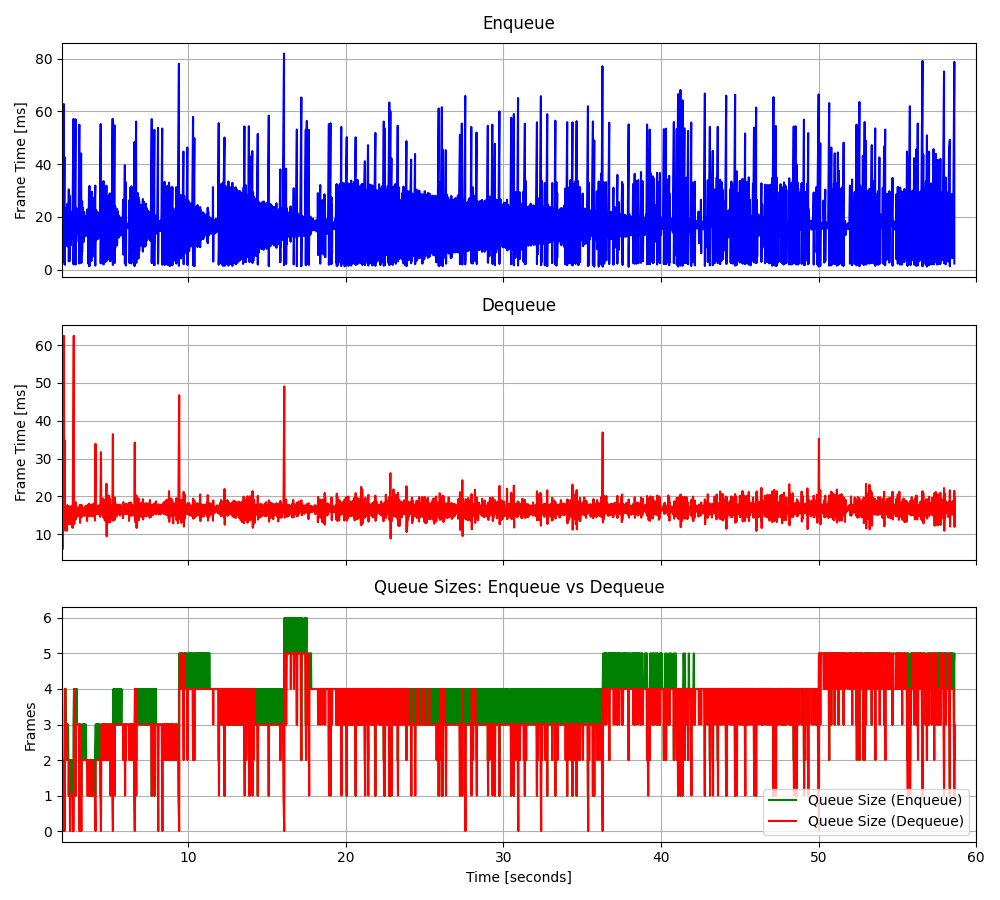 Enqueue
80
60
40
20
0
Frame Time [ms]
Dequeue
60
50
40
30
20
10
Frame Time [ms]
Queue Sizes: Enqueue vs Dequeue
6
5
4
3
2
1
0
Frames
Queue Size (Enqueue)
Queue Size (Dequeue)
10 20 30 40 50 60
Time [seconds]